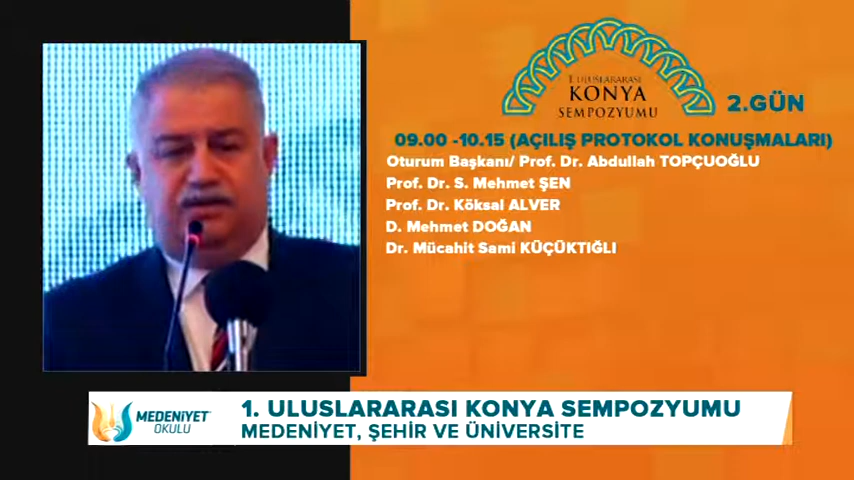 1. ULUSLARARASI
KONYA
SEMPOZYUMU
2.GÜN
09.00 -10.15 (AÇILIŞ PROTOKOL KONUŞMALARI)
Oturum Başkanı/ Prof. Dr. Abdullah TOPÇUOĞLU
Prof. Dr. S. Mehmet ŞEN
Prof. Dr. Köksal ALVER
D. Mehmet DOĞAN
Dr. Mücahit Sami KÜÇÜKTIĞLI
MEDENİYET
OKULU
1. ULUSLARARASI KONYA SEMPOZYUMU
MEDENİYET, ŞEHİR VE ÜNİVERSİTE